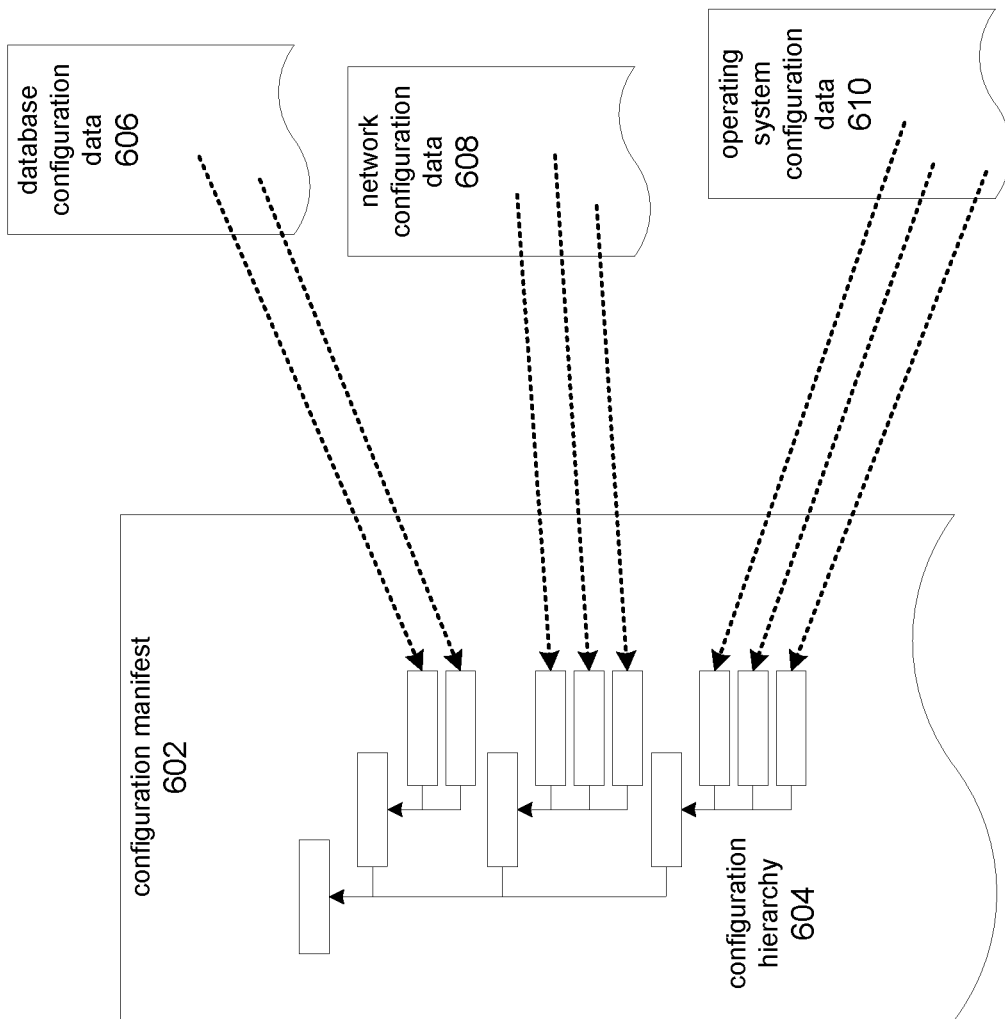 configuration manifest
602
configuration
hierarchy
604
database
configuration
data
606
network
configuration
data
608
operating
system
configuration
data
610